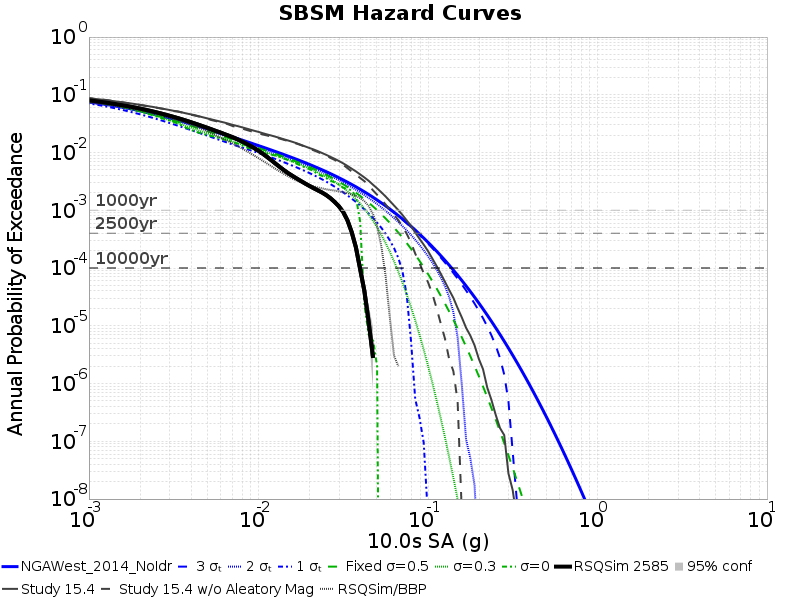 SBSM Hazard Curves
Annual Probability of Exceedance
10^0
10^-1
10^-2
10^-3
10^-4
10^-5
10^-6
10^-7
10^-8
1000yr
2500yr
10000yr
10^-3 10^-2 10^-1 10^0 10^1
10.0s SA (g)
NGAWest_2014_NoIdr 3 σₜ 2 σₜ 1 σₜ Fixed σ=0.5 σ=0.3 σ=0 RSQSim 2585 95% conf
Study 15.4 Study 15.4 w/o Aleatory Mag RSQSim/BBP